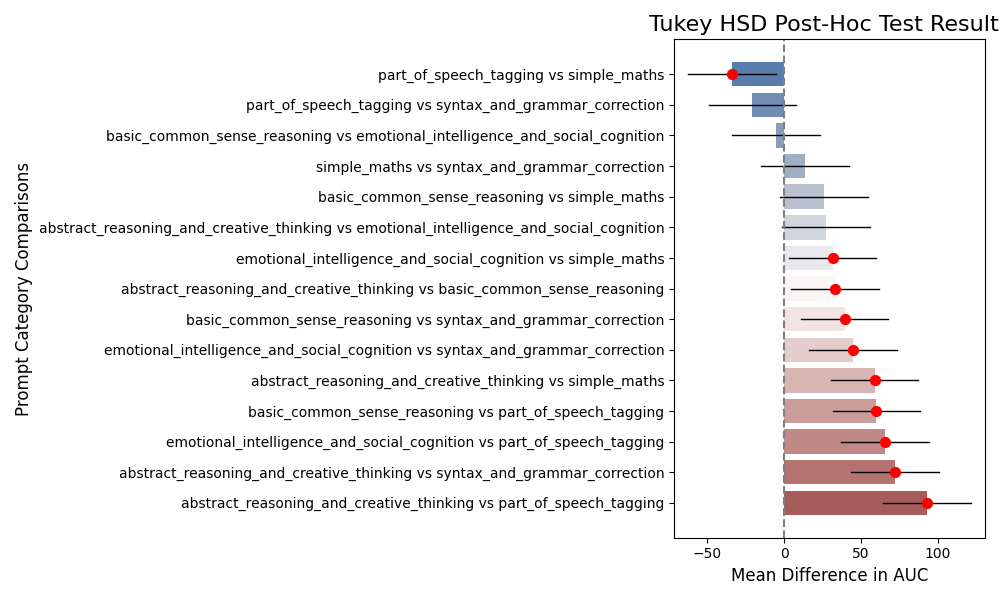 Tukey HSD Post-Hoc Test Result
part_of_speech_tagging vs simple_maths
part_of_speech_tagging vs syntax_and_grammar_correction
basic_common_sense_reasoning vs emotional_intelligence_and_social_cognition
simple_maths vs syntax_and_grammar_correction
basic_common_sense_reasoning vs simple_maths
abstract_reasoning_and_creative_thinking vs emotional_intelligence_and_social_cognition
emotional_intelligence_and_social_cognition vs simple_maths
abstract_reasoning_and_creative_thinking vs basic_common_sense_reasoning
basic_common_sense_reasoning vs syntax_and_grammar_correction
emotional_intelligence_and_social_cognition vs syntax_and_grammar_correction
abstract_reasoning_and_creative_thinking vs simple_maths
basic_common_sense_reasoning vs part_of_speech_tagging
emotional_intelligence_and_social_cognition vs part_of_speech_tagging
abstract_reasoning_and_creative_thinking vs syntax_and_grammar_correction
abstract_reasoning_and_creative_thinking vs part_of_speech_tagging
Prompt Category Comparisons
−50 0 50 100
Mean Difference in AUC